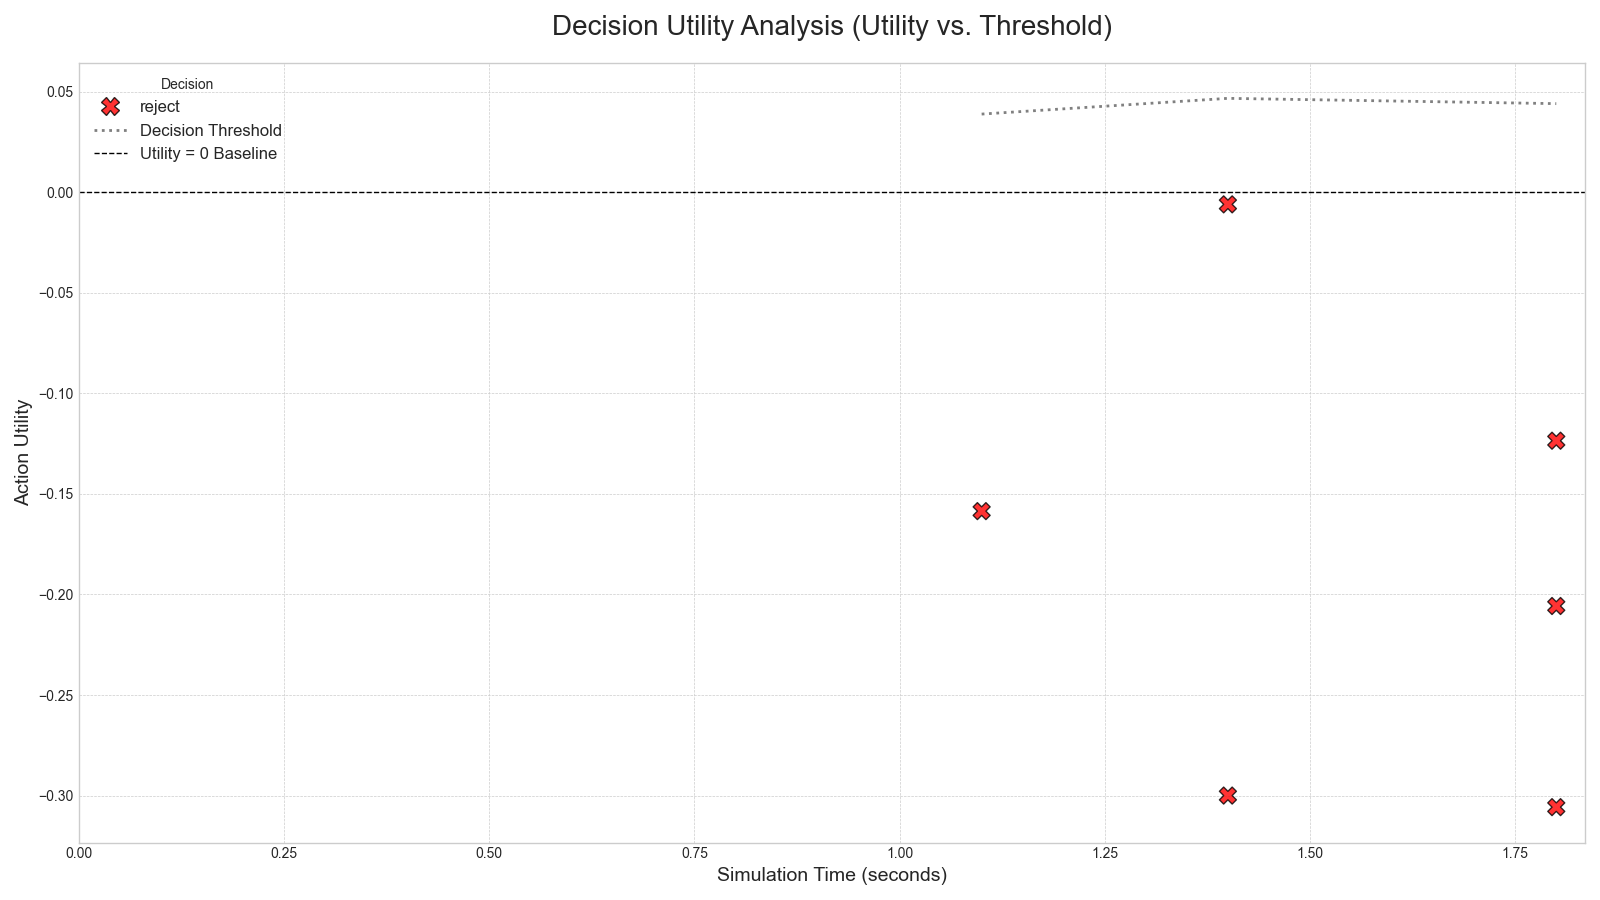 Decision Utility Analysis (Utility vs. Threshold)
Decision
reject
Decision Threshold
Utility = 0 Baseline
0.05
0.00
−0.05
−0.10
−0.15
−0.20
−0.25
−0.30
Action Utility
0.00 0.25 0.50 0.75 1.00 1.25 1.50 1.75
Simulation Time (seconds)